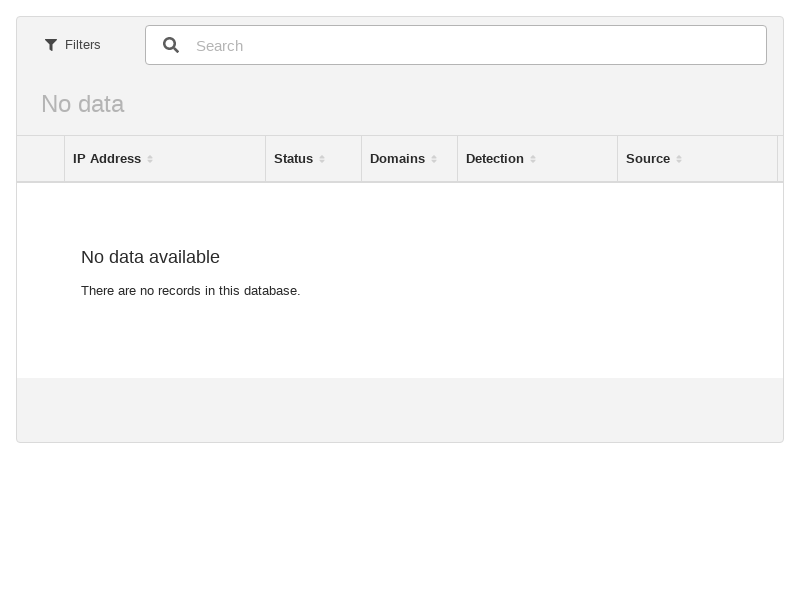 Filters
Search
No data
IP Address Status Domains Detection Source
No data available
There are no records in this database.